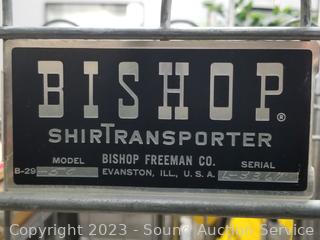 BISHOP®
SHIRTRANSPORTER
MODEL BISHOP FREEMAN CO. SERIAL
B-29 EVANSTON, ILL., U. S. A.
Copyright 2023 - Sound Auction Service